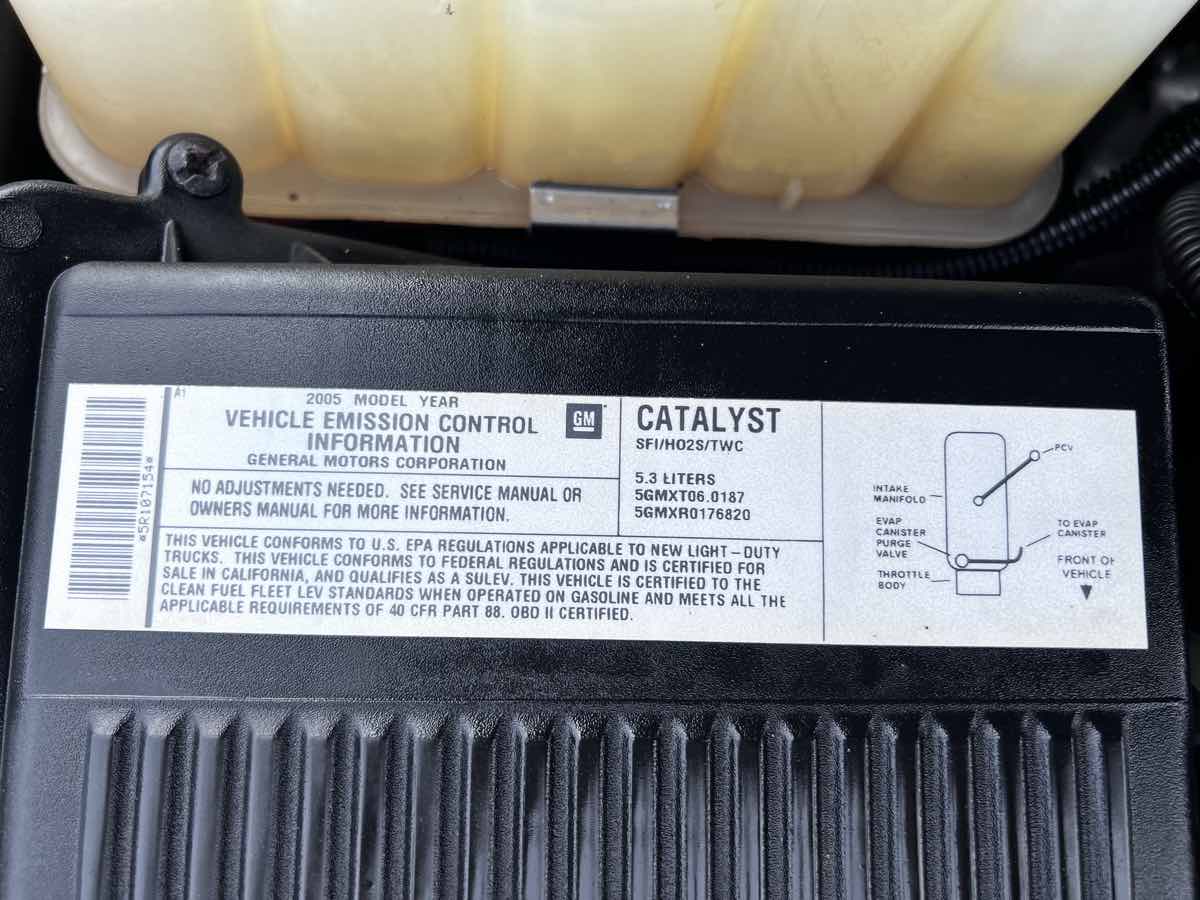 *5R107154*
A1
2005 MODEL YEAR
VEHICLE EMISSION CONTROL
INFORMATION
GENERAL MOTORS CORPORATION
GM
NO ADJUSTMENTS NEEDED. SEE SERVICE MANUAL OR
OWNERS MANUAL FOR MORE INFORMATION.
CATALYST
SFI/HO2S/TWC
5.3 LITERS
5GMXT06.0187
5GMXR0176820
THIS VEHICLE CONFORMS TO U.S. EPA REGULATIONS APPLICABLE TO NEW LIGHT-DUTY
TRUCKS. THIS VEHICLE CONFORMS TO FEDERAL REGULATIONS AND IS CERTIFIED FOR
SALE IN CALIFORNIA, AND QUALIFIES AS A SULEV. THIS VEHICLE IS CERTIFIED TO THE
CLEAN FUEL FLEET LEV STANDARDS WHEN OPERATED ON GASOLINE AND MEETS ALL THE
APPLICABLE REQUIREMENTS OF 40 CFR PART 88. OBD II CERTIFIED.
PCV
INTAKE
MANIFOLD
EVAP
CANISTER
PURGE
VALVE
THROTTLE
BODY
TO EVAP
CANISTER
FRONT OF
VEHICLE